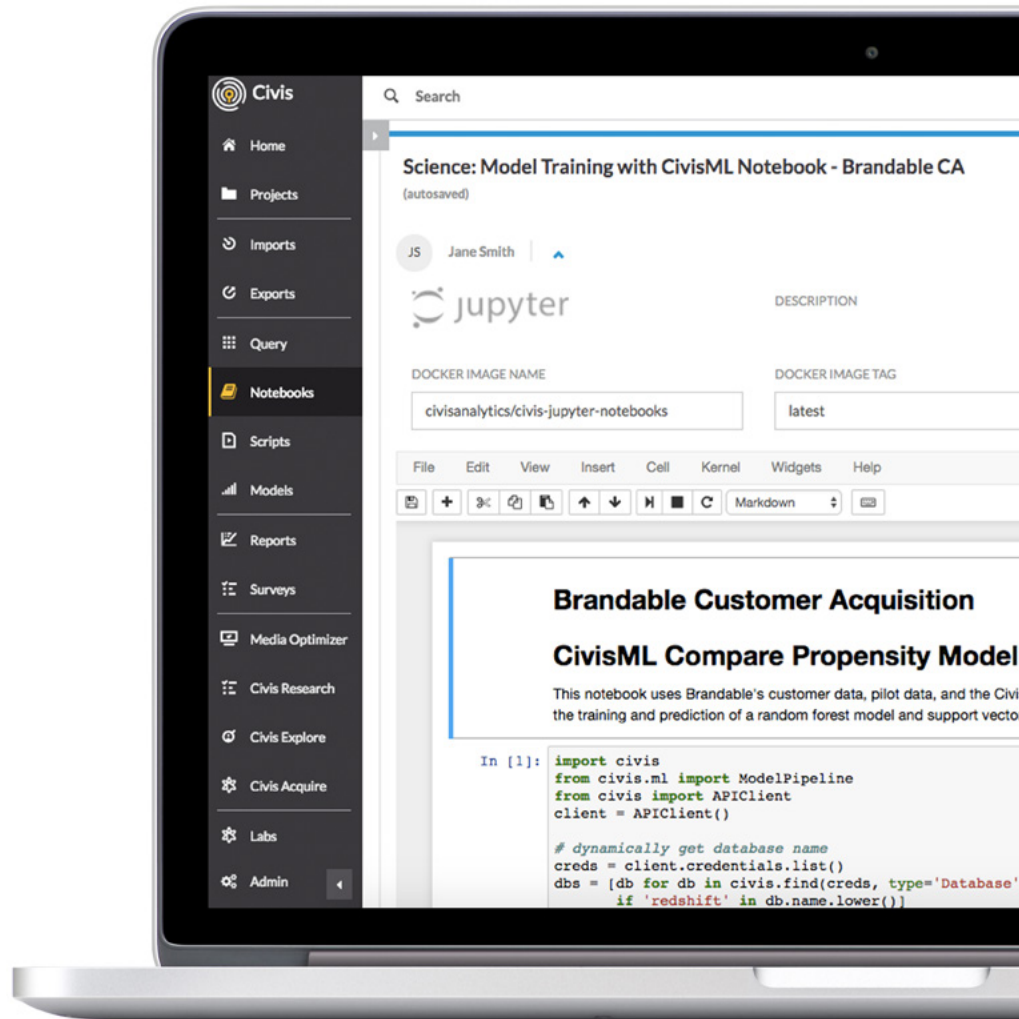 Civis
Search
Home
Projects
Imports
Exports
Query
Notebooks
Scripts
Models
Reports
Surveys
Media Optimizer
Civis Research
Civis Explore
Civis Acquire
Labs
Admin
Science: Model Training with CivisML Notebook - Brandable CA
(autosaved)
JS Jane Smith
jupyter
DESCRIPTION
DOCKER IMAGE NAME DOCKER IMAGE TAG
civisanalytics/civis-jupyter-notebooks latest
File Edit View Insert Cell Kernel Widgets Help
Markdown
Brandable Customer Acquisition
CivisML Compare Propensity Model
This notebook uses Brandable's customer data, pilot data, and the Civi
the training and prediction of a random forest model and support vecto
In [1]: import civis
from civis.ml import ModelPipeline
from civis import APIClient
client = APIClient()
# dynamically get database name
creds = client.credentials.list()
dbs = [db for db in civis.find(creds, type='Database'
if 'redshift' in db.name.lower()]